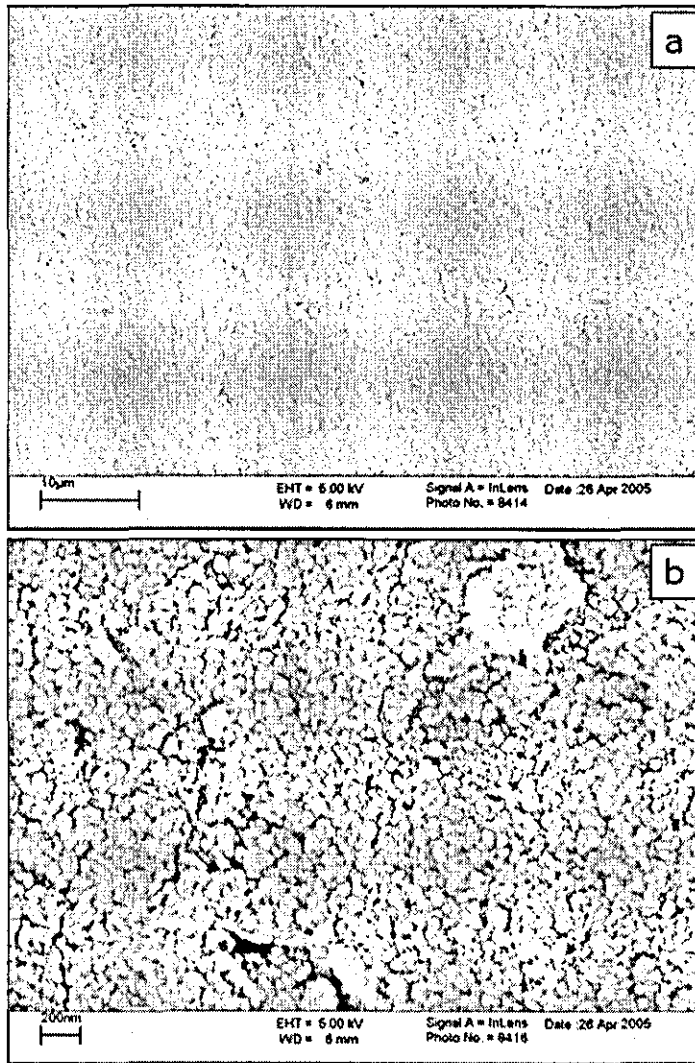 a
10µm
EHT = 5.00 kV Signal A = InLens Date :26 Apr 2005
WD = 6 mm Photo No. = 8414
b
200nm
EHT = 5.00 kV Signal A = InLens Date :26 Apr 2005
WD = 6 mm Photo No. = 8416